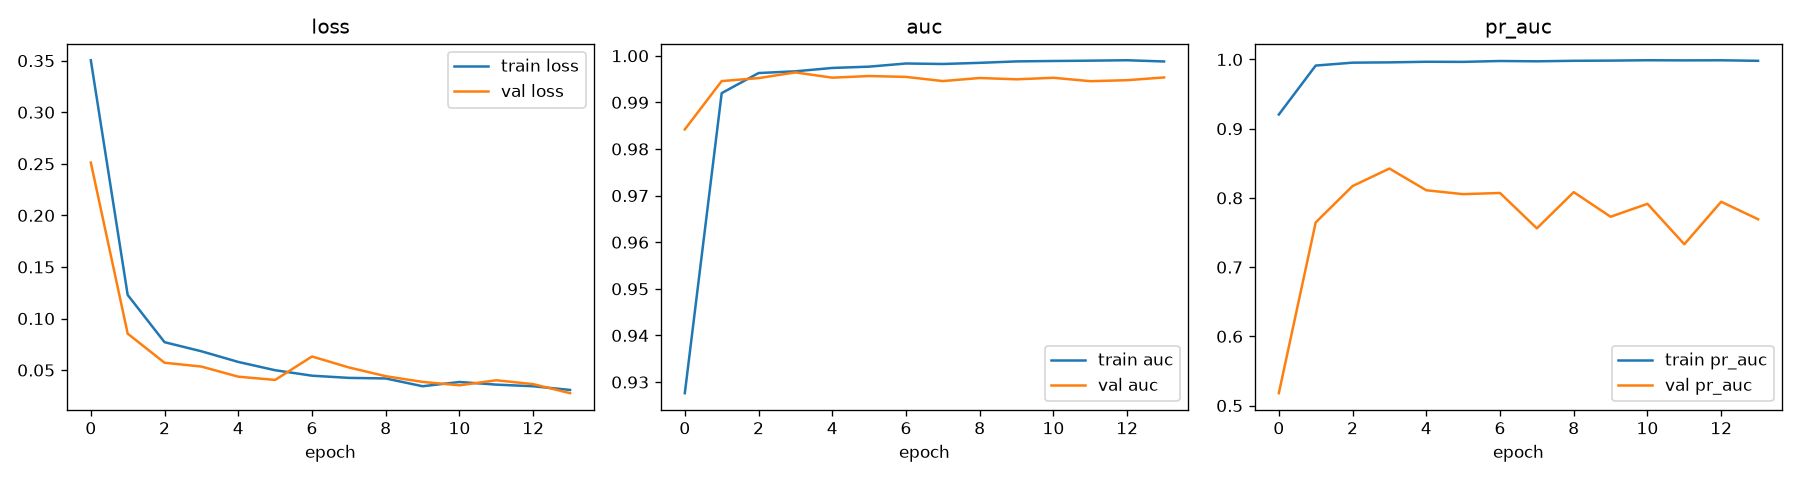 loss
0.35
0.30
0.25
0.20
0.15
0.10
0.05
train loss
val loss
0 2 4 6 8 10 12
epoch
auc
1.00
0.99
0.98
0.97
0.96
0.95
0.94
0.93
train auc
val auc
0 2 4 6 8 10 12
epoch
pr_auc
1.0
0.9
0.8
0.7
0.6
0.5
train pr_auc
val pr_auc
0 2 4 6 8 10 12
epoch